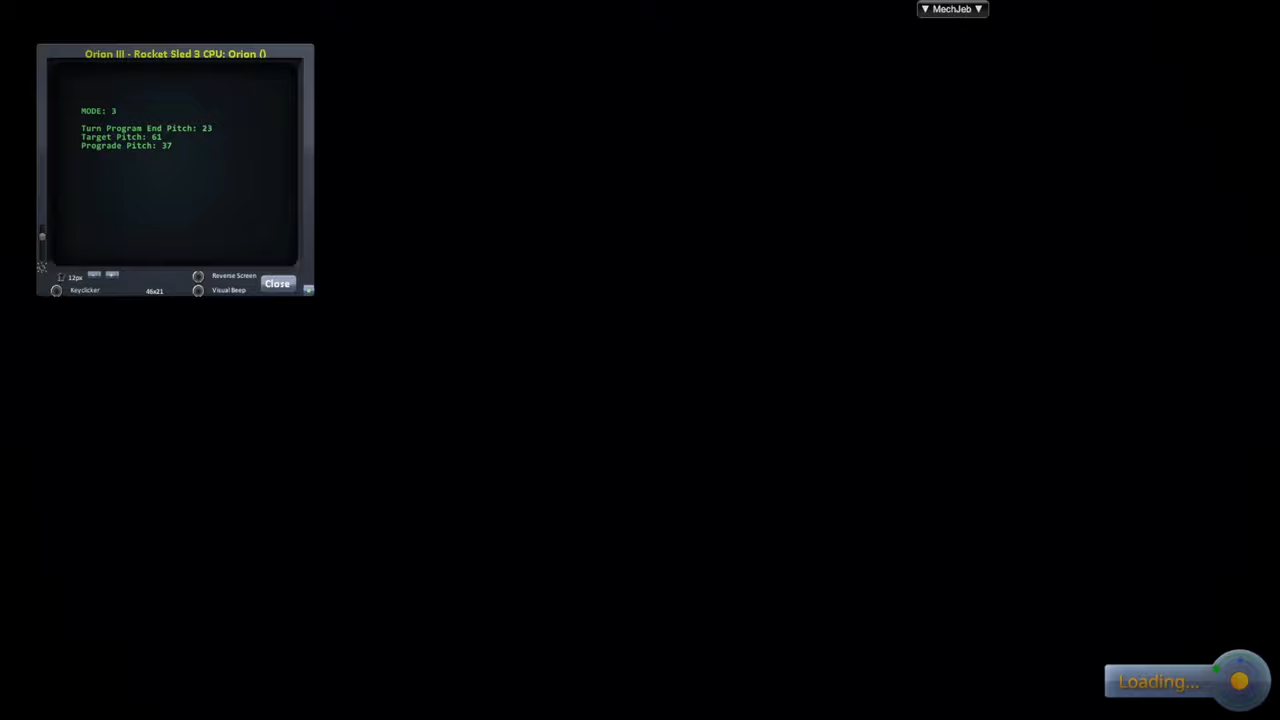 ▼ MechJeb ▼
Orion III - Rocket Sled 3 CPU: Orion ()
MODE: 3
Turn Program End Pitch: 23
Target Pitch: 61
Prograde Pitch: 37
12px
-
+
Reverse Screen
Close
Keyclicker
46x21
Visual Beep
Loading...